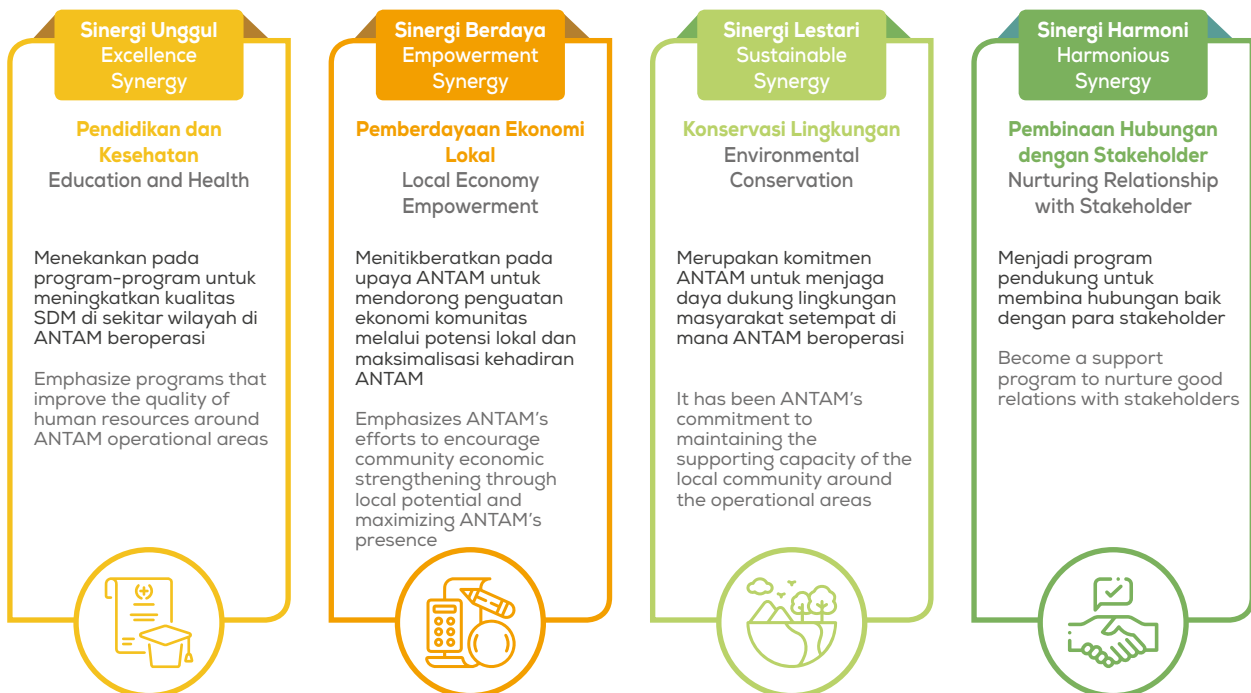 Sinergi Unggul
Excellence
Synergy
Pendidikan dan
Kesehatan
Education and Health
Menekankan pada
program-program untuk
meningkatkan kualitas
SDM di sekitar wilayah di
ANTAM beroperasi
Emphasize programs that
improve the quality of
human resources around
ANTAM operational areas
Sinergi Berdaya
Empowerment
Synergy
Pemberdayaan Ekonomi
Lokal
Local Economy
Empowerment
Menitikberatkan pada
upaya ANTAM untuk
mendorong penguatan
ekonomi komunitas
melalui potensi lokal dan
maksimalisasi kehadiran
ANTAM
Emphasizes ANTAM’s
efforts to encourage
community economic
strengthening through
local potential and
maximizing ANTAM’s
presence
Sinergi Lestari
Sustainable
Synergy
Konservasi Lingkungan
Environmental
Conservation
Merupakan komitmen
ANTAM untuk menjaga
daya dukung lingkungan
masyarakat setempat di
mana ANTAM beroperasi
It has been ANTAM’s
commitment to
maintaining the
supporting capacity of the
local community around
the operational areas
Sinergi Harmoni
Harmonious
Synergy
Pembinaan Hubungan
dengan Stakeholder
Nurturing Relationship
with Stakeholder
Menjadi program
pendukung untuk
membina hubungan baik
dengan para stakeholder
Become a support
program to nurture good
relations with stakeholders